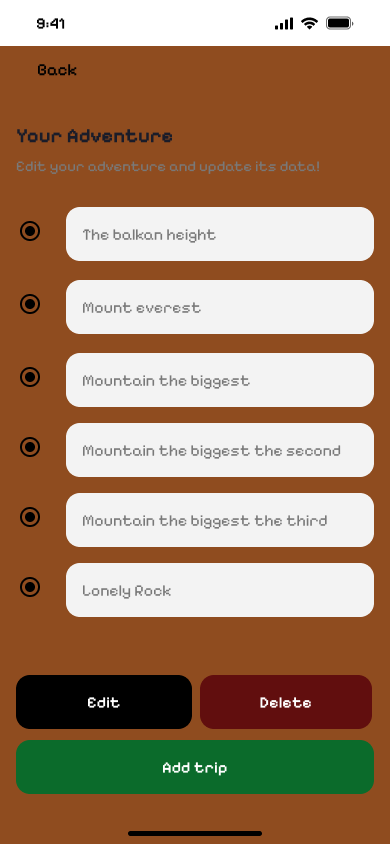 9:41
Back
Your Adventure
Edit your adventure and update its data!
The balkan height
Mount everest
Mountain the biggest
Mountain the biggest the second
Mountain the biggest the third
Lonely Rock
Edit
Delete
Add trip